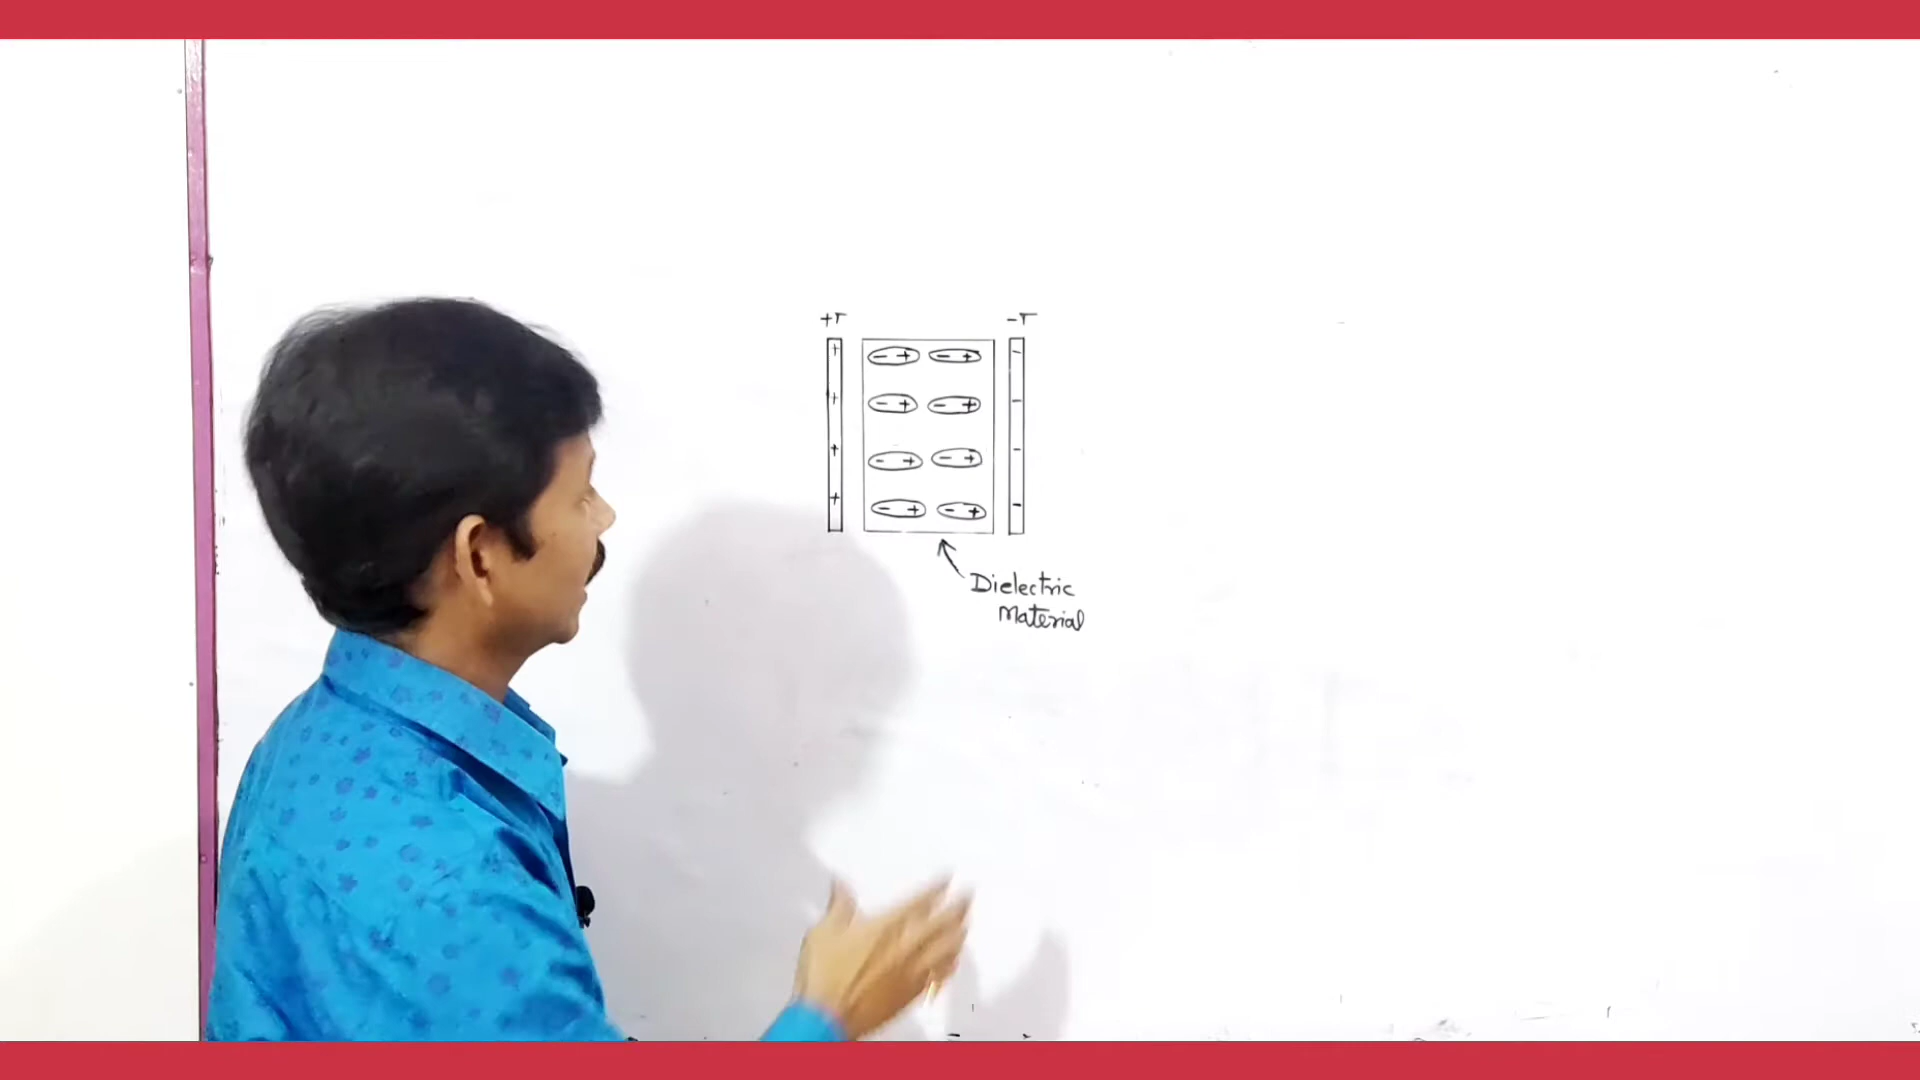 +σ -σ
+ - + - + -
+ - + - + -
+ - + - + -
+ - + - + -
Dielectric
Material